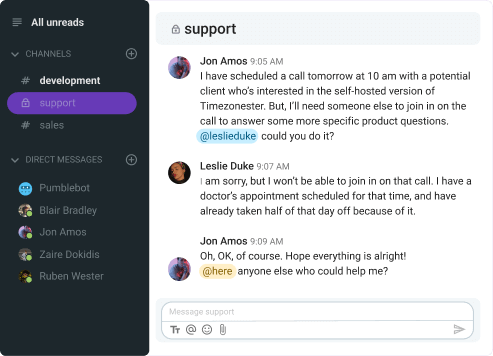 All unreads
CHANNELS
# development
support
# sales
DIRECT MESSAGES
Pumblebot
Blair Bradley
Jon Amos
Zaire Dokidis
Ruben Wester
support
Jon Amos 9:05 AM
I have scheduled a call tomorrow at 10 am with a potential
client who's interested in the self-hosted version of
Timezonester. But, I'll need someone else to join in on the
call to answer some more specific product questions.
@leslieduke could you do it?
Leslie Duke 9:07 AM
I am sorry, but I won't be able to join in on that call. I have a
doctor's appointment scheduled for that time, and have
already taken half of that day off because of it.
Jon Amos 9:09 AM
Oh, OK, of course. Hope everything is alright!
@here anyone else who could help me?
Message support
Tт @